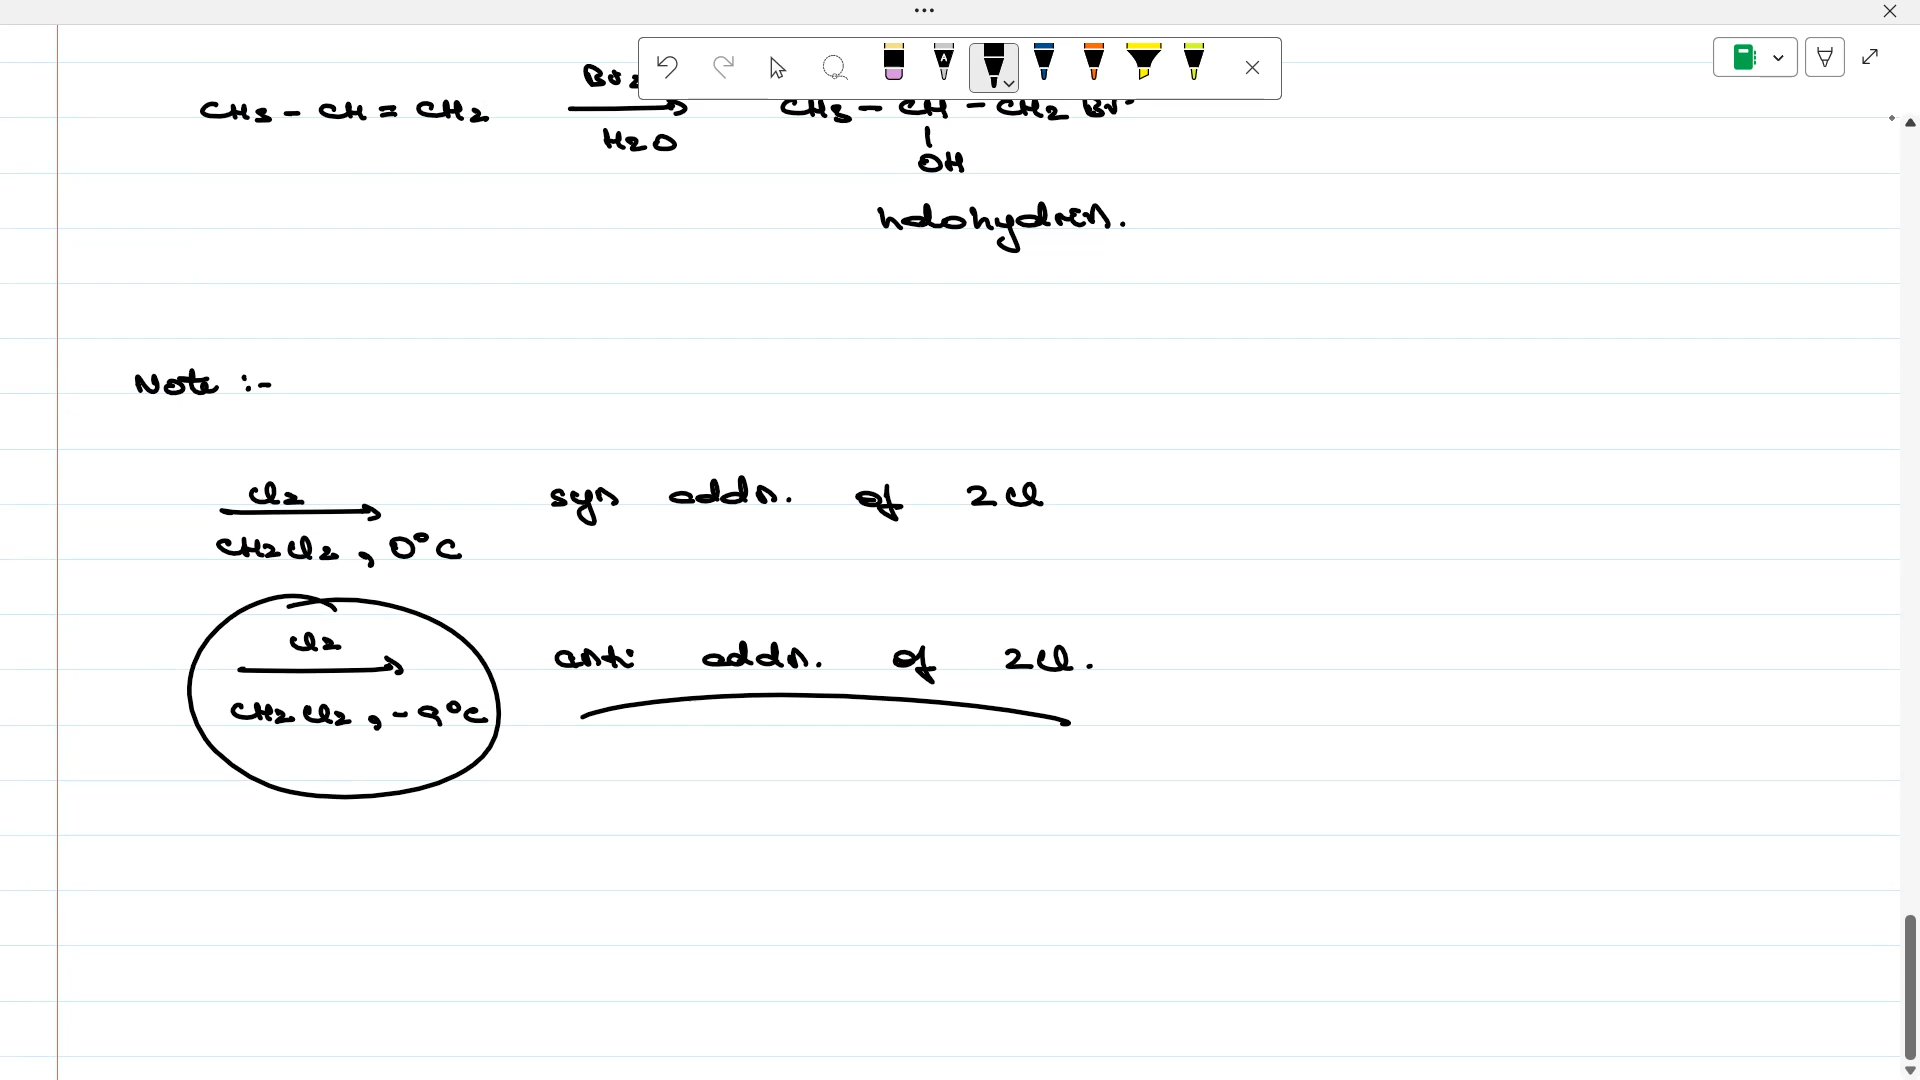 Br2
CH3 - CH = CH2 ⟶ CH3 - CH - CH2 Br
H2O
OH
halohydrin.
Note :-
Cl2
⟶ syn addn. of 2Cl
CH2Cl2, 0°C
Cl2
⟶ anti addn. of 2Cl.
CH2Cl2, -9°C